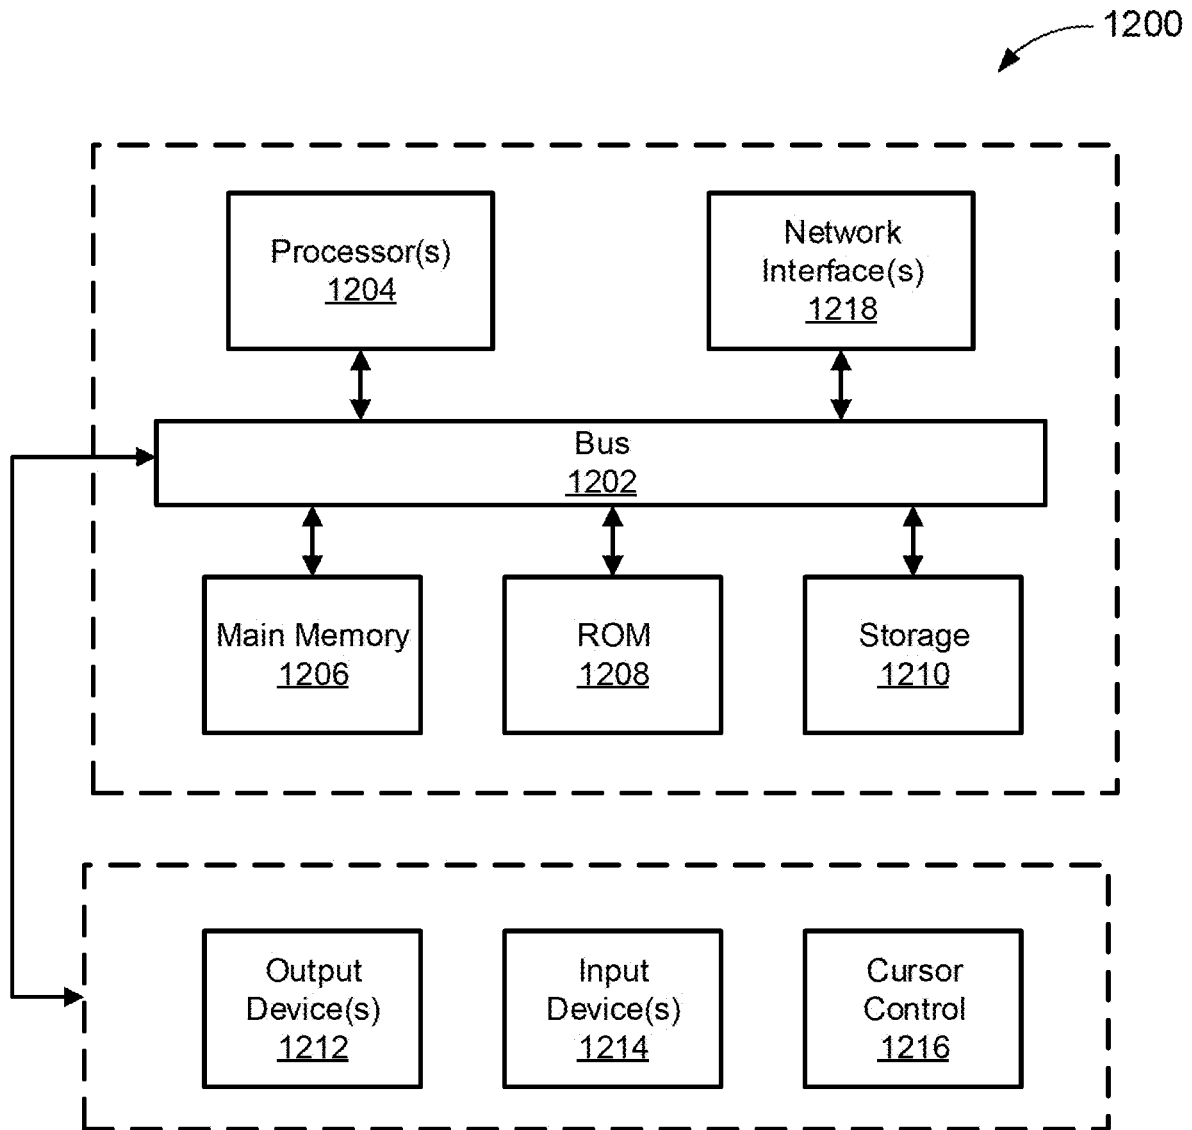 1200
Processor(s)
1204
Network
Interface(s)
1218
Bus
1202
Main Memory
1206
ROM
1208
Storage
1210
Output
Device(s)
1212
Input
Device(s)
1214
Cursor
Control
1216